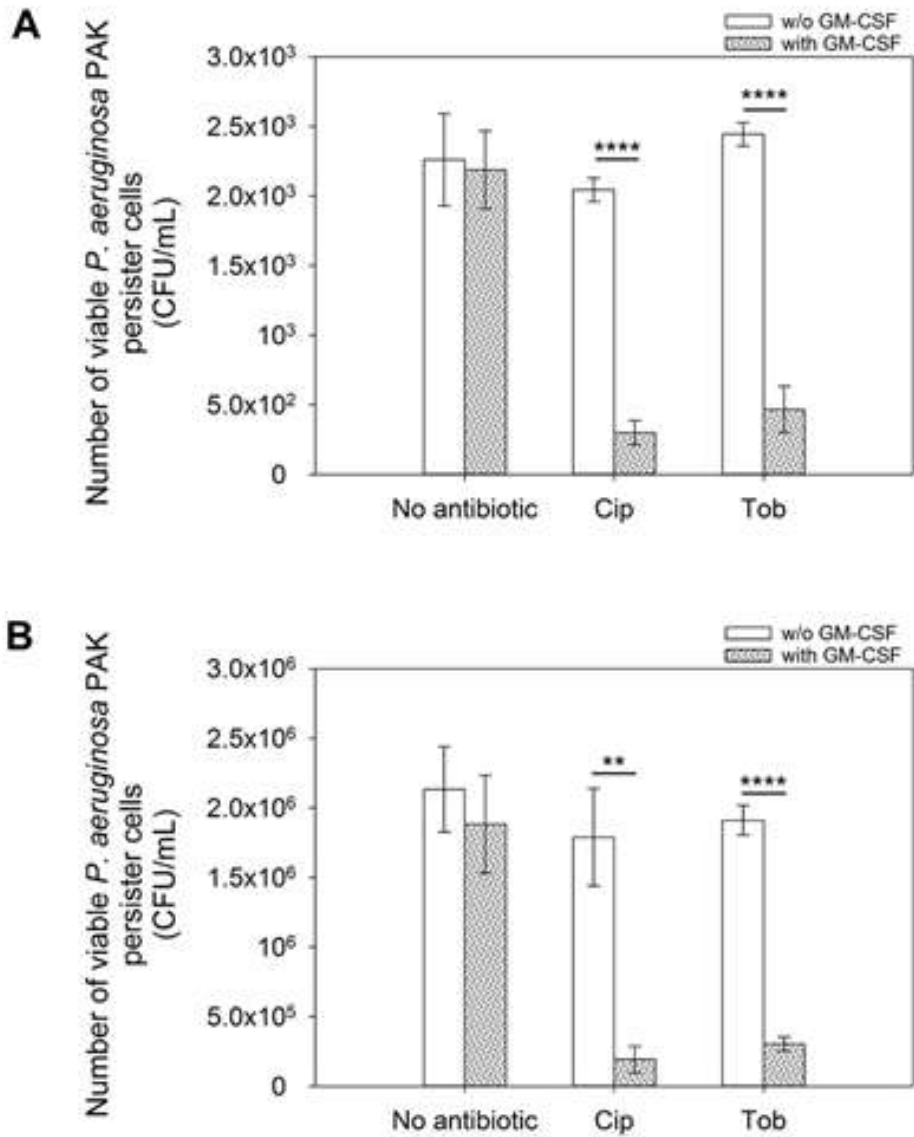 A
w/o GM-CSF
with GM-CSF
Number of viable P. aeruginosa PAK
persister cells
(CFU/mL)
3.0x10³
2.5x10³
2.0x10³
1.5x10³
10³
5.0x10²
0
****
****
No antibiotic
Cip
Tob
B
w/o GM-CSF
with GM-CSF
Number of viable P. aeruginosa PAK
persister cells
(CFU/mL)
3.0x10⁶
2.5x10⁶
2.0x10⁶
1.5x10⁶
10⁶
5.0x10⁵
0
**
****
No antibiotic
Cip
Tob